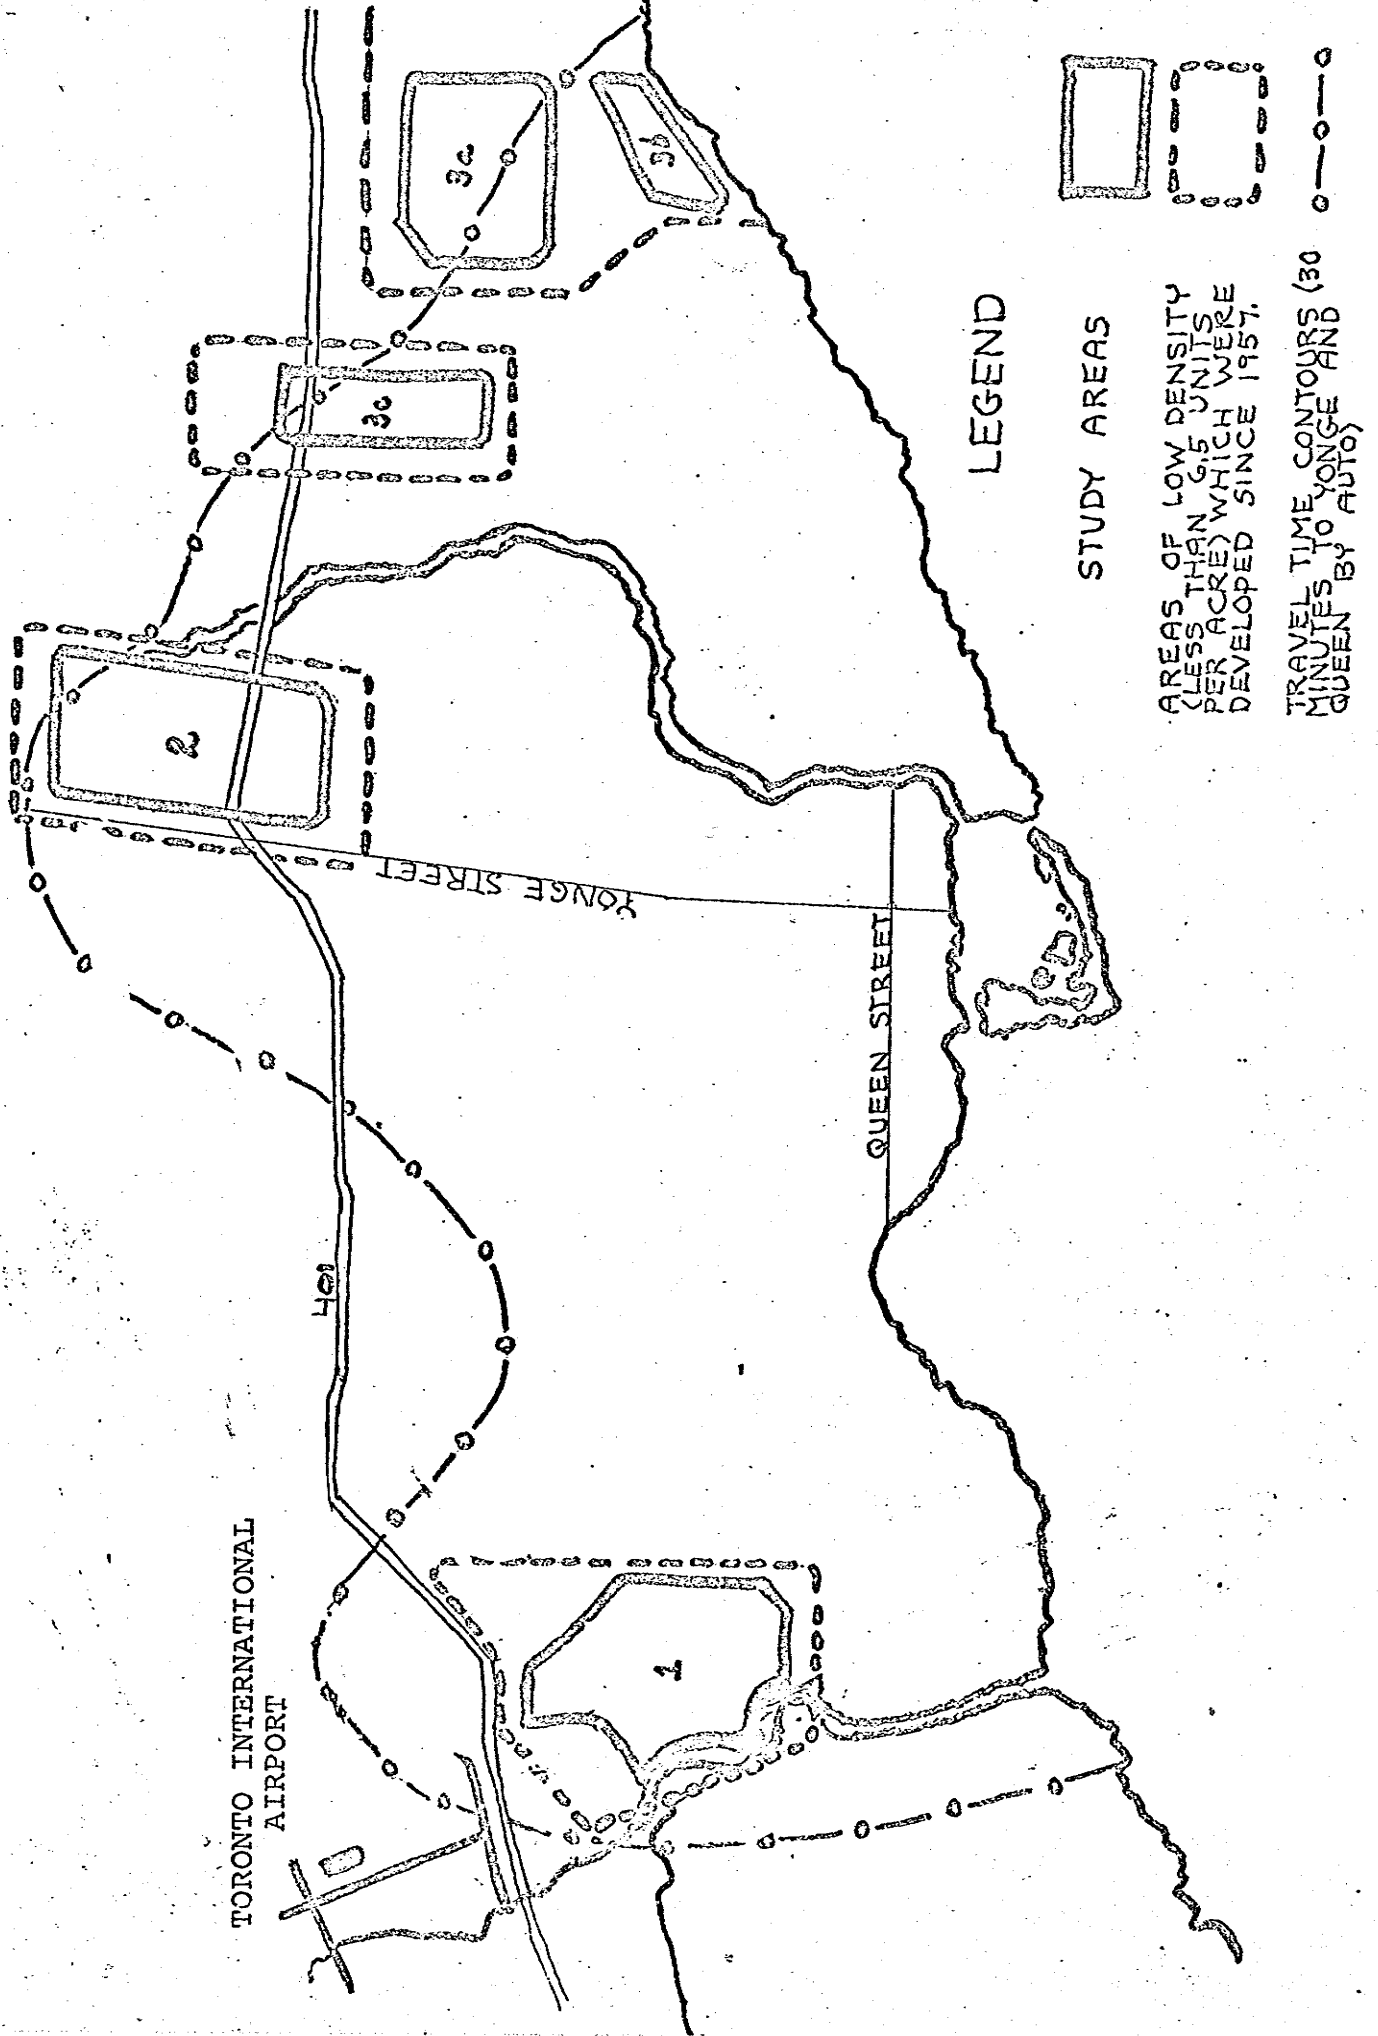 TORONTO INTERNATIONAL
AIRPORT
401
YONGE STREET
QUEEN STREET
1
2
3c
3a
3b
LEGEND
STUDY AREAS
AREAS OF LOW DENSITY
(LESS THAN 6.5 UNITS
PER ACRE) WHICH WERE
DEVELOPED SINCE 1957.
TRAVEL TIME CONTOURS (30
MINUTES TO YONGE AND
QUEEN BY AUTO)